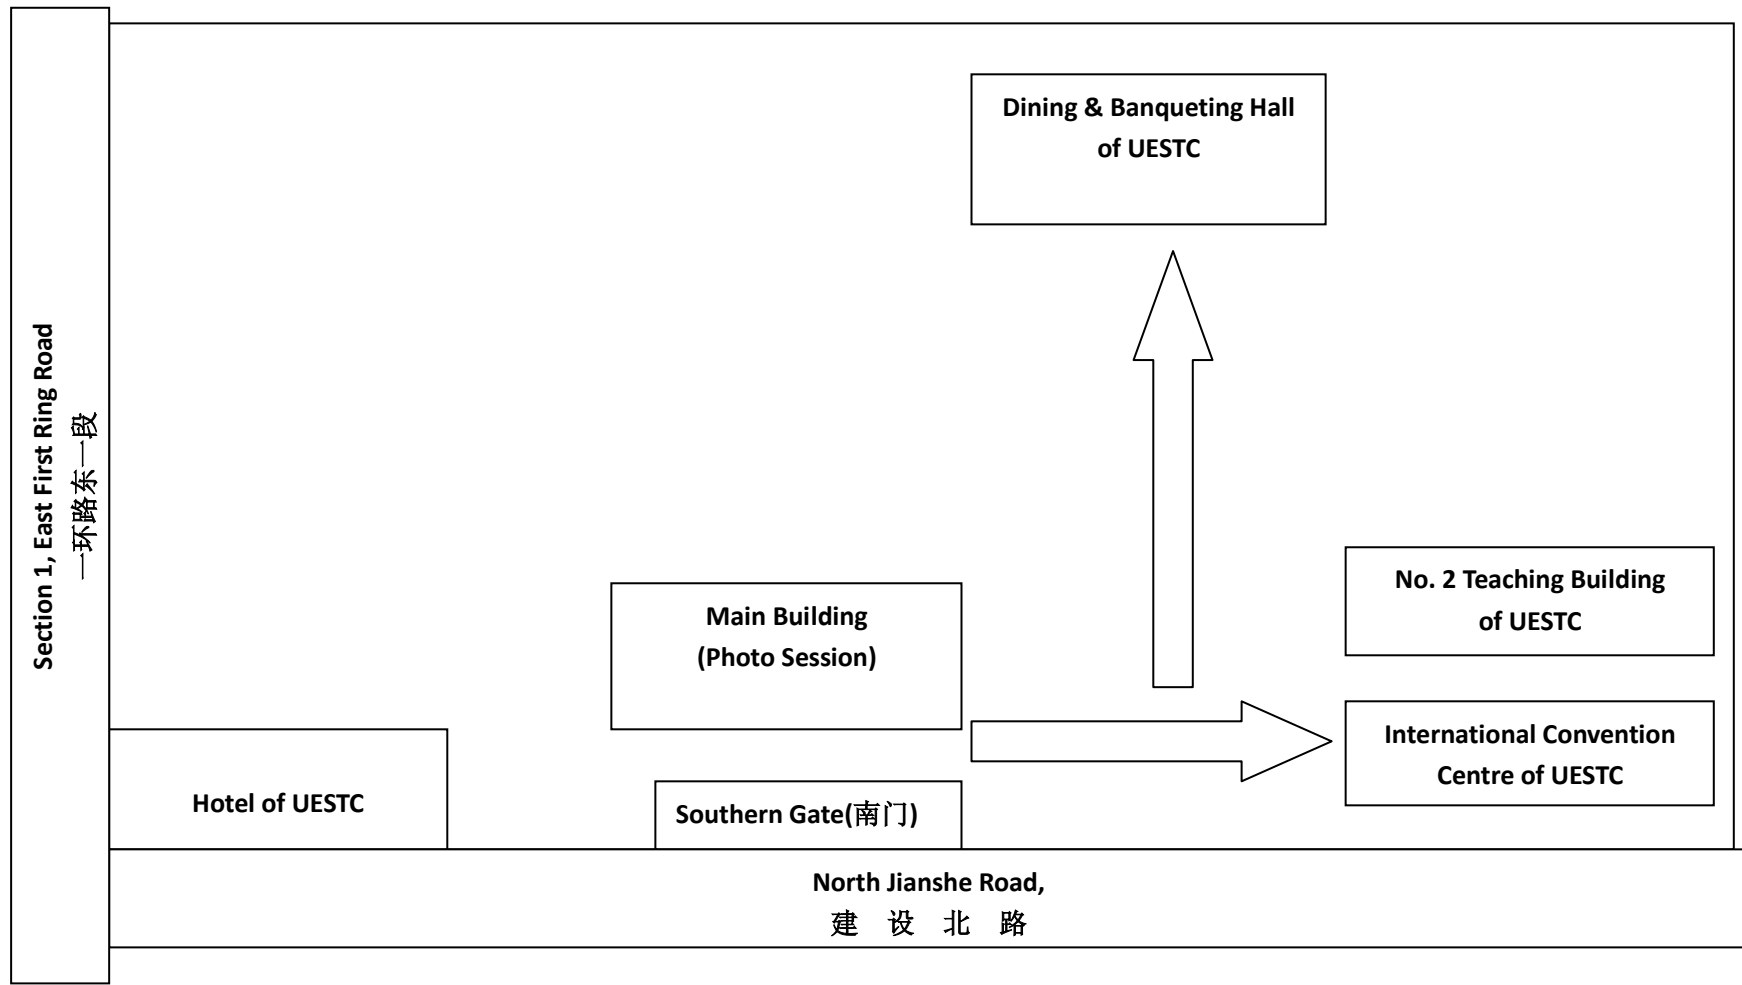 Dining & Banqueting Hall
of UESTC
Section 1, East First Ring Road
一环路东一段
No. 2 Teaching Building
of UESTC
Main Building
(Photo Session)
International Convention
Centre of UESTC
Hotel of UESTC
Southern Gate(南门)
North Jianshe Road,
建 设 北 路